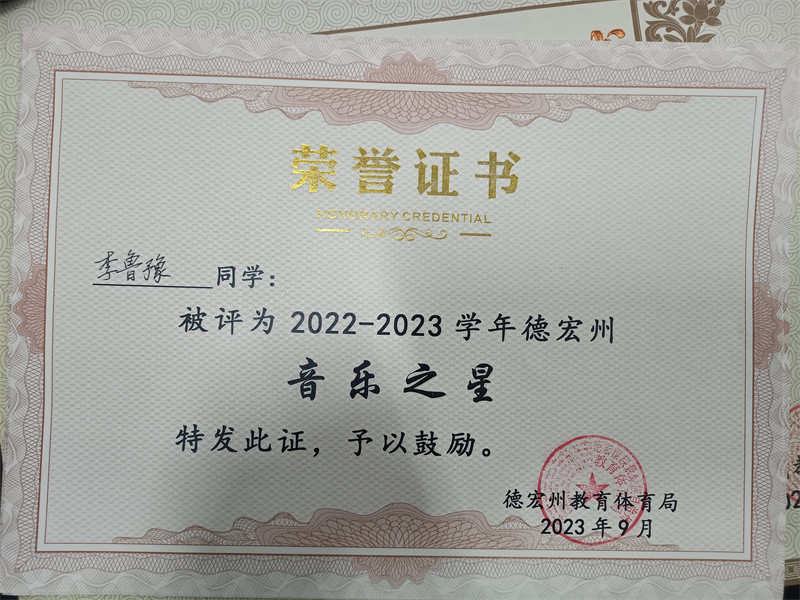 荣誉证书
HONORARY CREDENTIAL
李鲁豫 同学：
被评为 2022-2023 学年德宏州
音乐之星
特发此证，予以鼓励。
德宏州教育体育局
2023 年 9 月